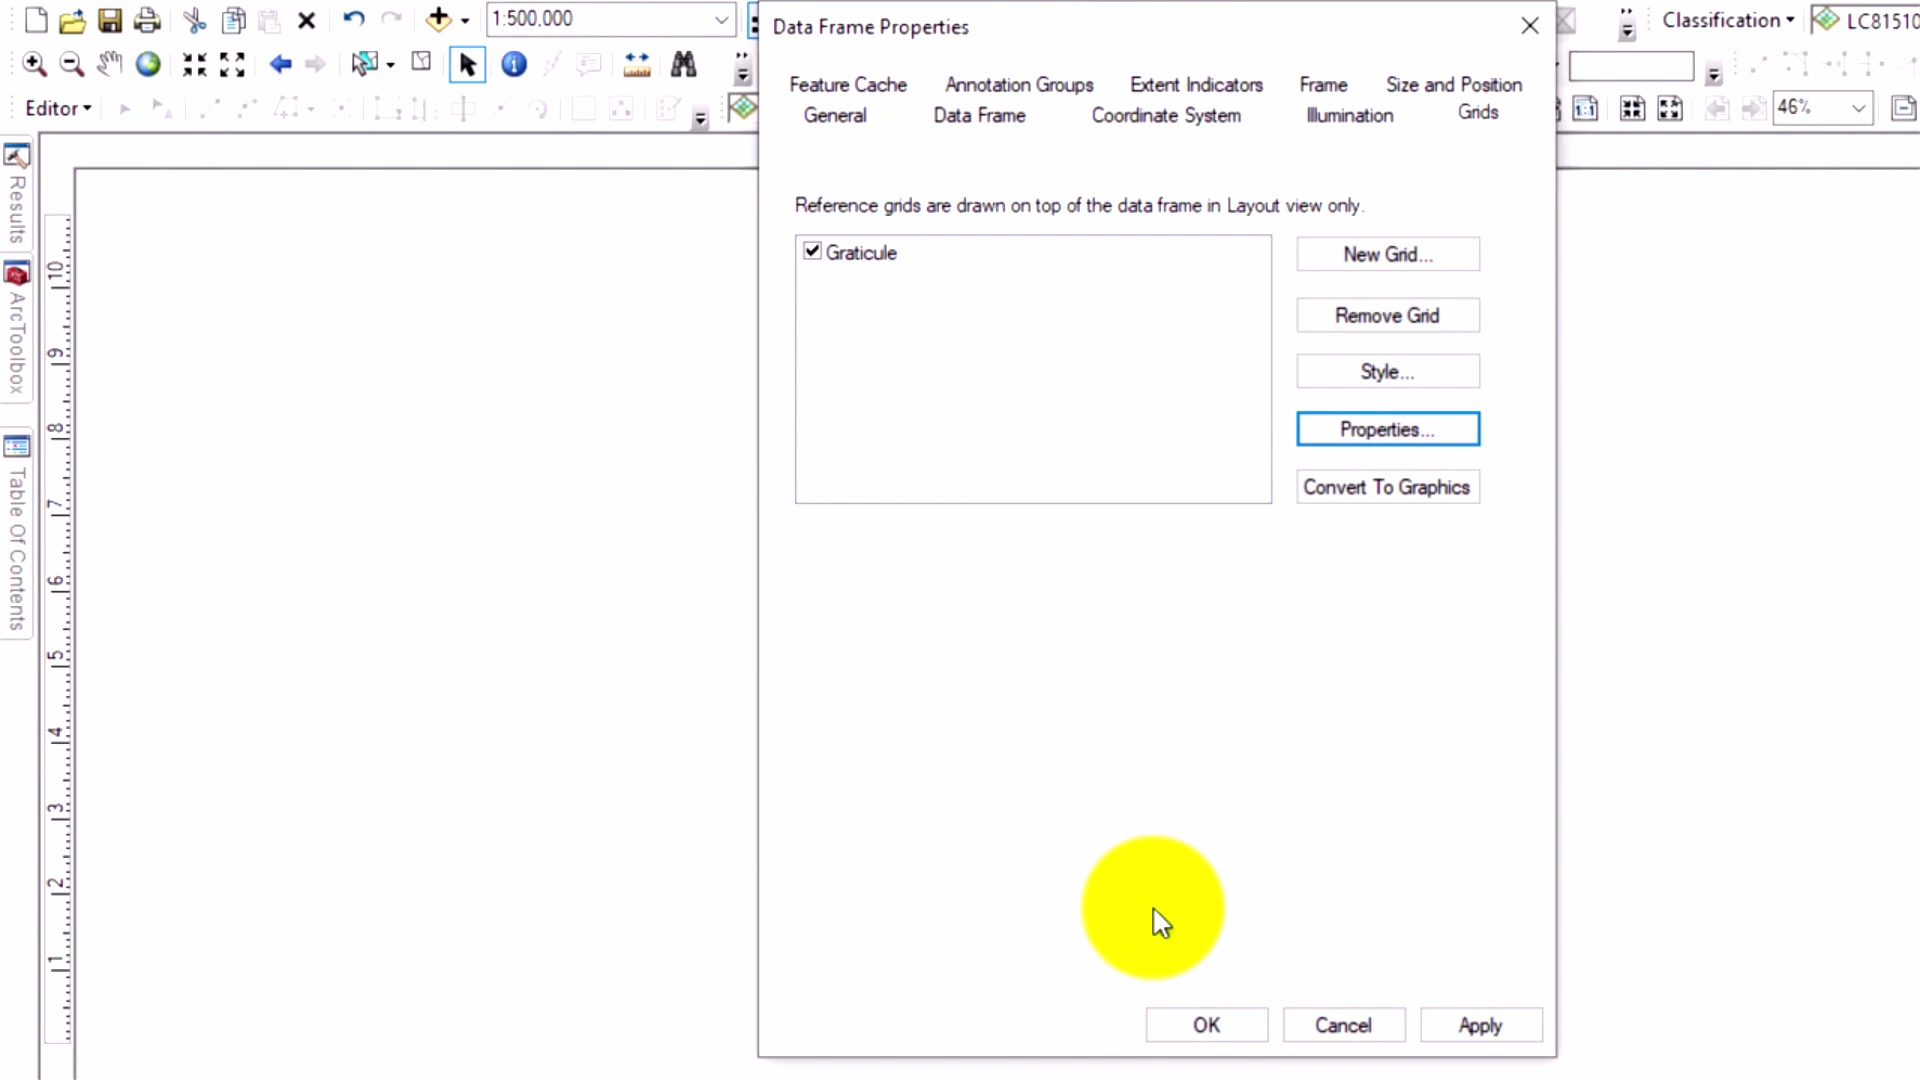 1:500.000
Data Frame Properties
Classification
LC81510
Editor
46%
Feature Cache
Annotation Groups
Extent Indicators
Frame
Size and Position
General
Data Frame
Coordinate System
Illumination
Grids
Results
ArcToolbox
Table Of Contents
10
9
8
7
6
5
4
3
2
1
Reference grids are drawn on top of the data frame in Layout view only.
Graticule
New Grid...
Remove Grid
Style...
Properties...
Convert To Graphics
OK
Cancel
Apply